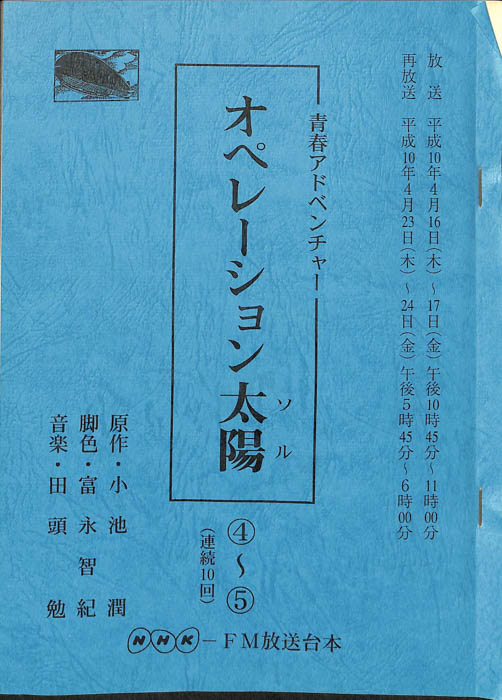 放送 平成10年4月16日(木)～17日(金)午後10時45分～11時00分
再放送 平成10年4月23日(木)～24日(金)午後5時45分～6時00分
青春アドベンチャー
オペレーション太陽
ソル
④～⑤
(連続10回)
原作・小池潤
脚色・富永智紀
音楽・田頭勉
NHK－FM放送台本